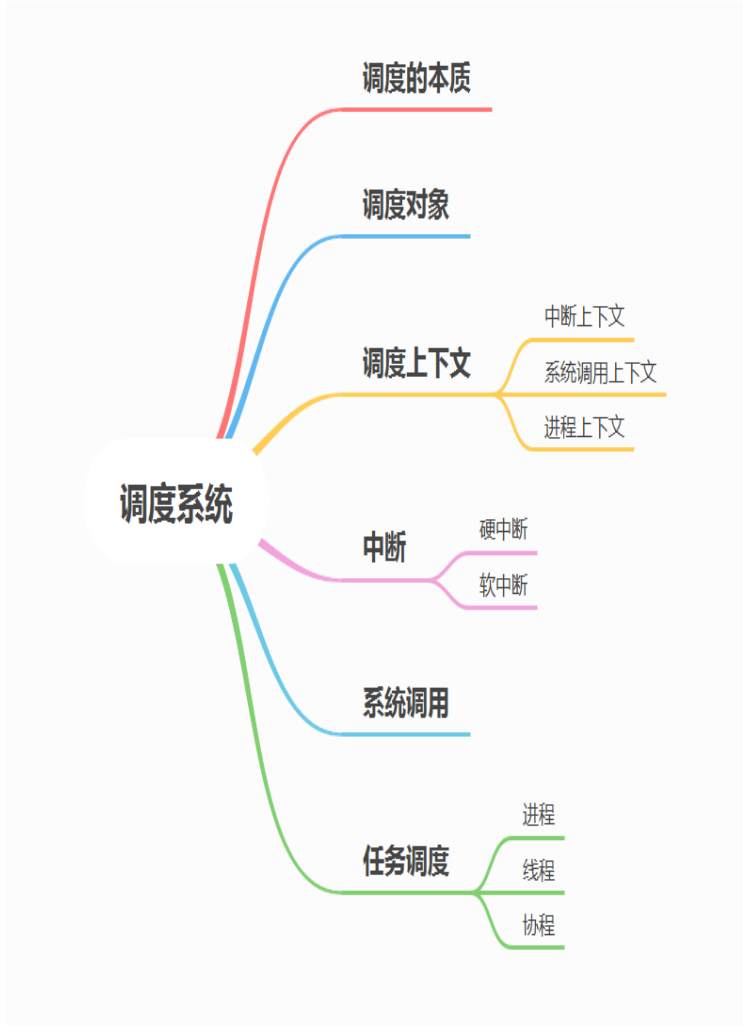 调度的本质
调度对象
调度上下文
中断上下文
系统调用上下文
进程上下文
调度系统
中断
硬中断
软中断
系统调用
任务调度
进程
线程
协程